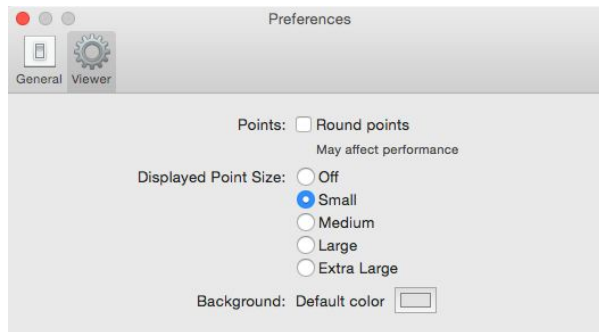 Preferences
General Viewer
Points: Round points
May affect performance
Displayed Point Size: Off
Small
Medium
Large
Extra Large
Background: Default color